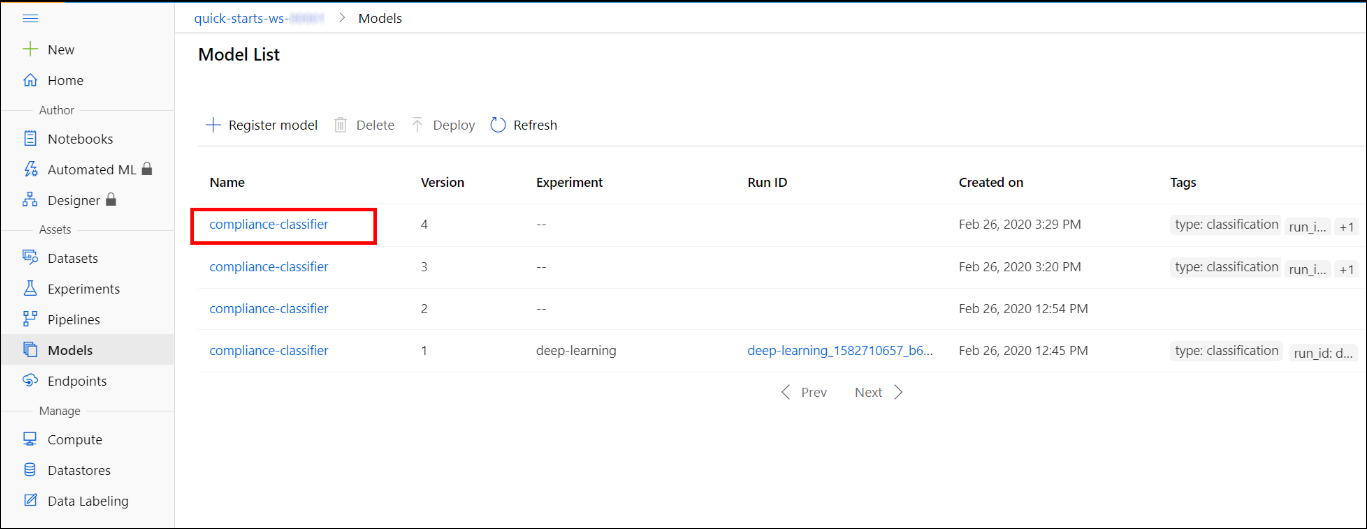 quick-starts-ws- > Models
New
Home
Author
Notebooks
Automated ML
Designer
Assets
Datasets
Experiments
Pipelines
Models
Endpoints
Manage
Compute
Datastores
Data Labeling
Model List
Register model Delete Deploy Refresh
Name Version Experiment Run ID Created on Tags
compliance-classifier 4 -- Feb 26, 2020 3:29 PM type: classification run_i... +1
compliance-classifier 3 -- Feb 26, 2020 3:20 PM type: classification run_i... +1
compliance-classifier 2 -- Feb 26, 2020 12:54 PM
compliance-classifier 1 deep-learning deep-learning_1582710657_b6... Feb 26, 2020 12:45 PM type: classification run_id: d...
Prev Next